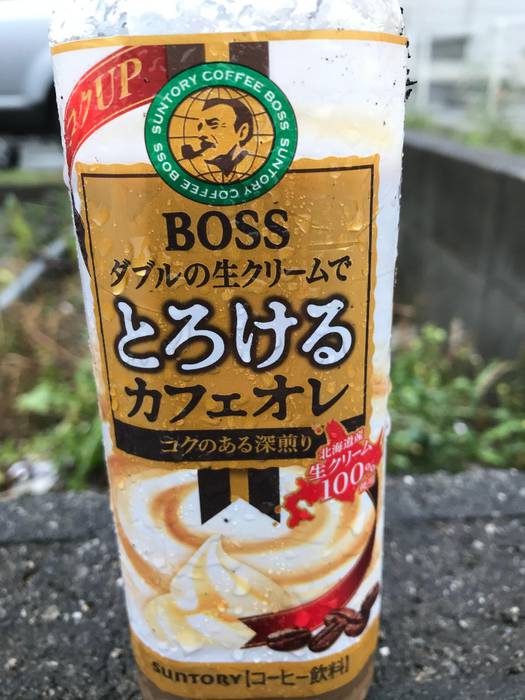 コクUP
SUNTORY COFFEE BOSS SUNTORY COFFEE BOSS
BOSS
ダブルの生クリームで
とろける
カフェオレ
コクのある深煎り
北海道産
生クリーム
100%
SUNTORY [コーヒー飲料]